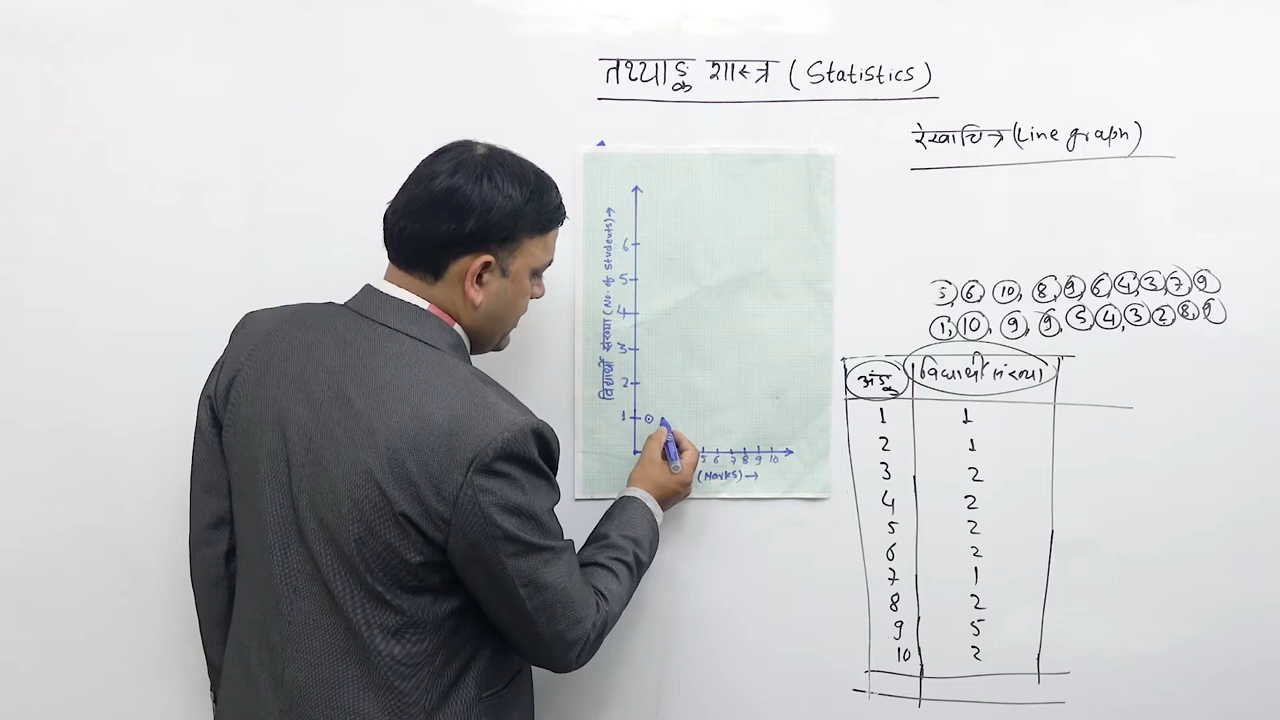 तथ्याङ्क शास्त्र (Statistics)
रेखाचित्र (Line graph)
विद्यार्थी संख्या (No. of Students)→
6
5
4
3
2
1
5 6 7 8 9 10
(Marks)→
5, 6, 10, 8, 9, 6, 4, 3, 7, 9
1, 10, 9, 9, 5, 4, 3, 2, 8, 9
अङ्क विद्यार्थी संख्या
1 1
2 1
3 2
4 2
5 2
6 2
7 1
8 2
9 5
10 2